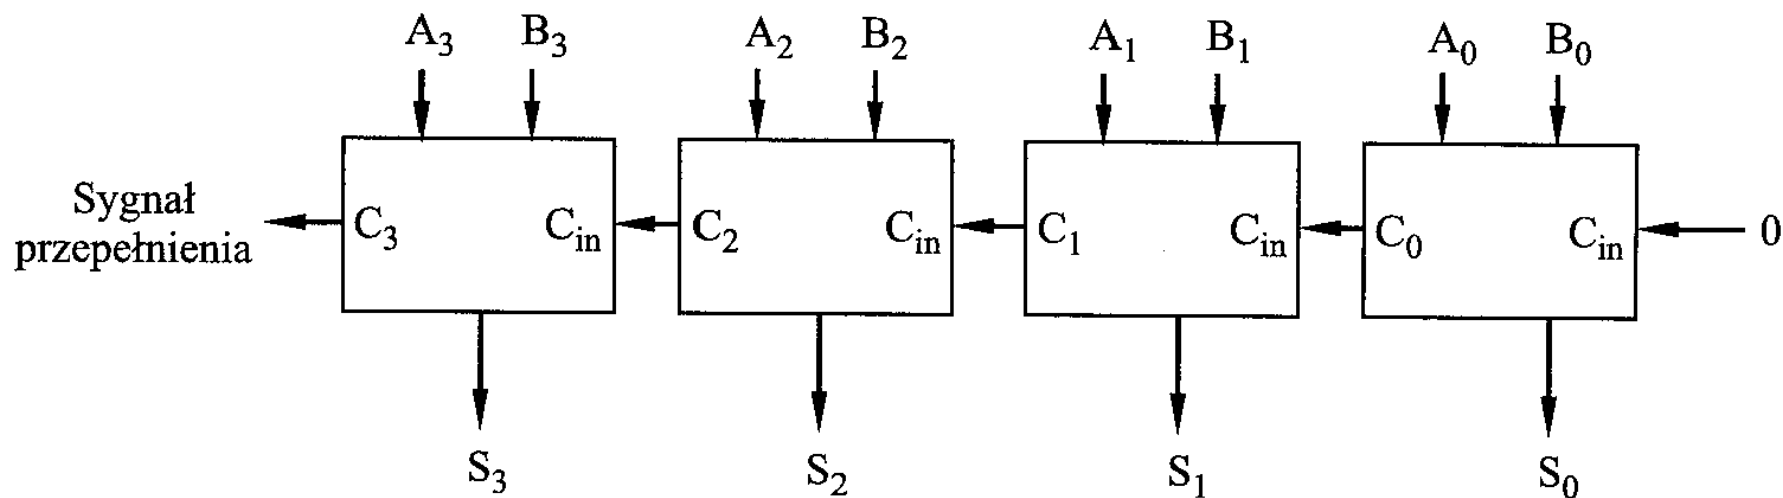 A₃ B₃ A₂ B₂ A₁ B₁ A₀ B₀
Sygnał
przepełnienia
C₃ Cᵢₙ C₂ Cᵢₙ C₁ Cᵢₙ C₀ Cᵢₙ 0
S₃ S₂ S₁ S₀